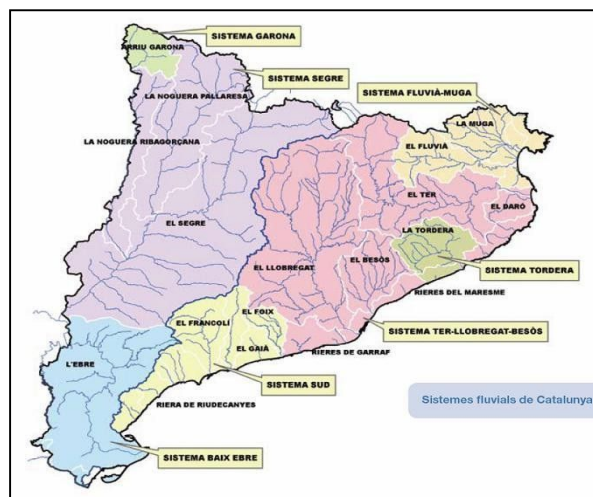 SISTEMA GARONA
ARRIU GARONA
SISTEMA SEGRE
LA NOGUERA PALLARESA
SISTEMA FLUVIÀ-MUGA
LA MUGA
LA NOGUERA RIBAGORÇANA
EL FLUVIÀ
EL TER
EL DARÓ
EL SEGRE
LA TORDERA
EL LLOBREGAT
EL BESÒS
SISTEMA TORDERA
RIERES DEL MARESME
EL FOIX
EL FRANCOLÍ
SISTEMA TER-LLOBREGAT-BESÒS
EL GAIÀ
RIERES DE GARRAF
L'EBRE
SISTEMA SUD
RIERA DE RIUDECANYES
Sistemes fluvials de Catalunya
SISTEMA BAIX EBRE